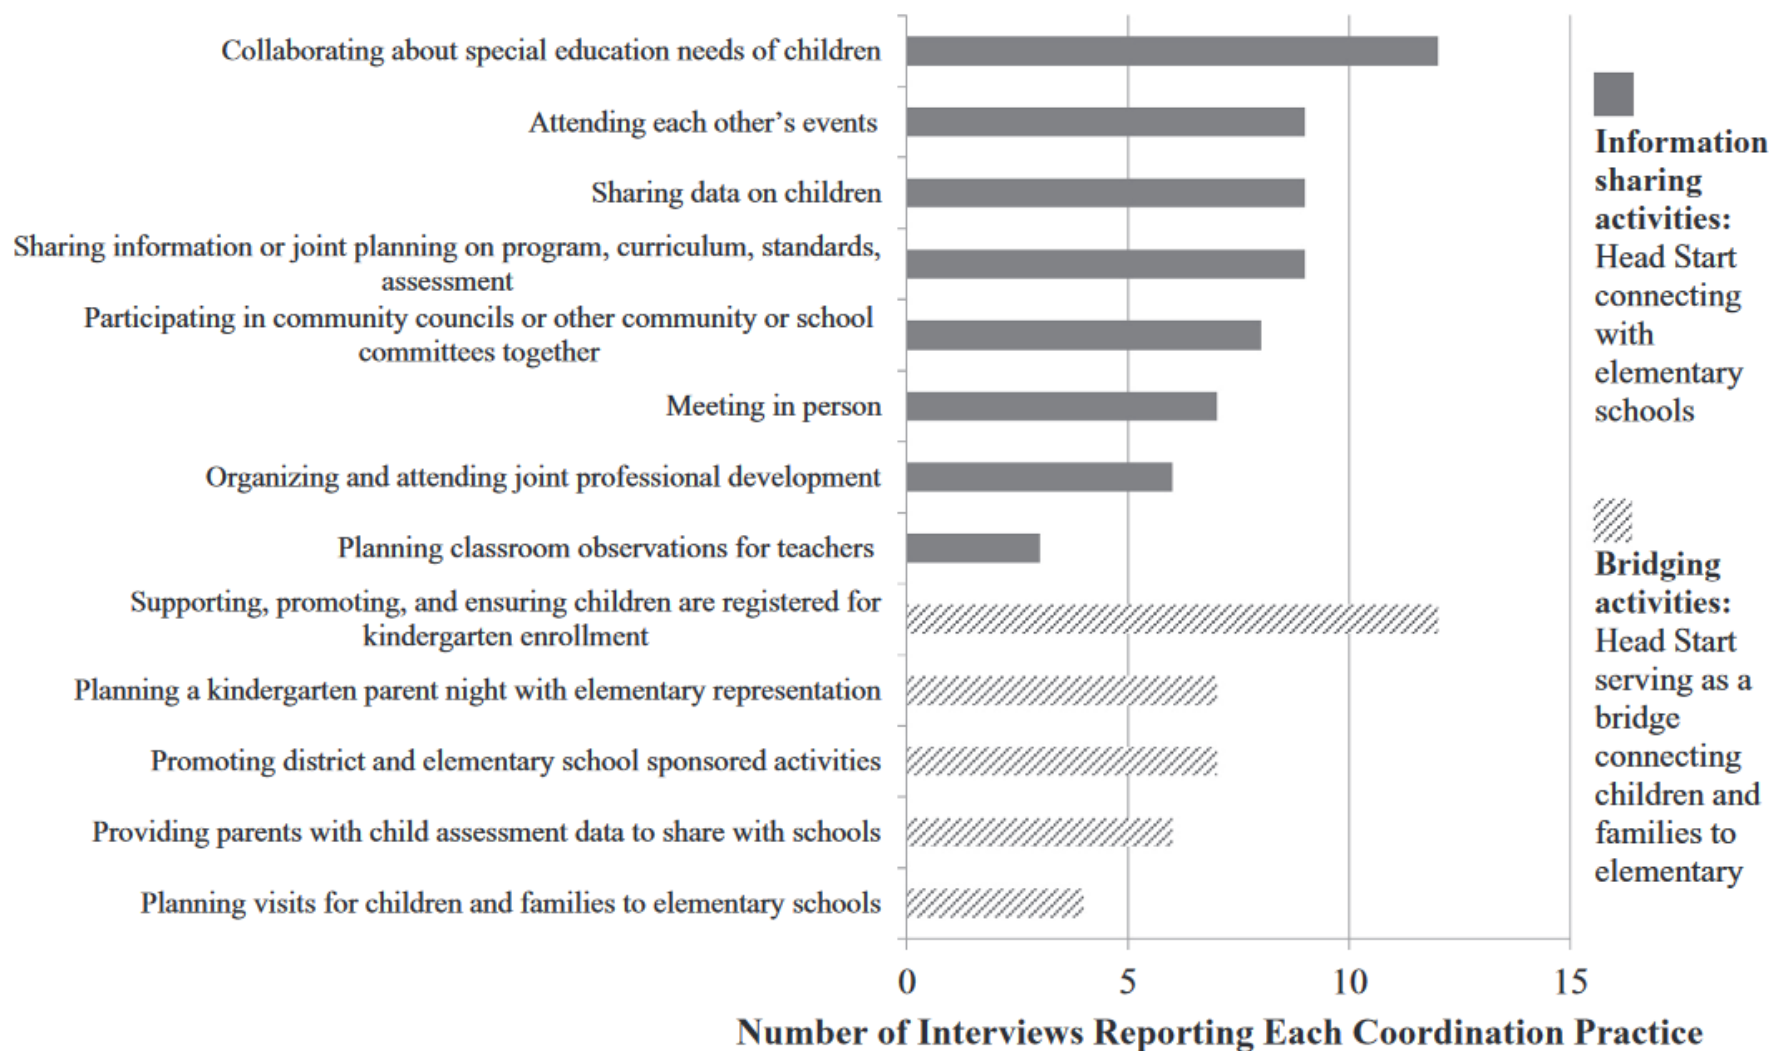 Collaborating about special education needs of children
Attending each other’s events
Sharing data on children
Sharing information or joint planning on program, curriculum, standards,
assessment
Participating in community councils or other community or school
committees together
Meeting in person
Organizing and attending joint professional development
Planning classroom observations for teachers
Supporting, promoting, and ensuring children are registered for
kindergarten enrollment
Planning a kindergarten parent night with elementary representation
Promoting district and elementary school sponsored activities
Providing parents with child assessment data to share with schools
Planning visits for children and families to elementary schools
0 5 10 15
Number of Interviews Reporting Each Coordination Practice
Information
sharing
activities:
Head Start
connecting
with
elementary
schools
Bridging
activities:
Head Start
serving as a
bridge
connecting
children and
families to
elementary